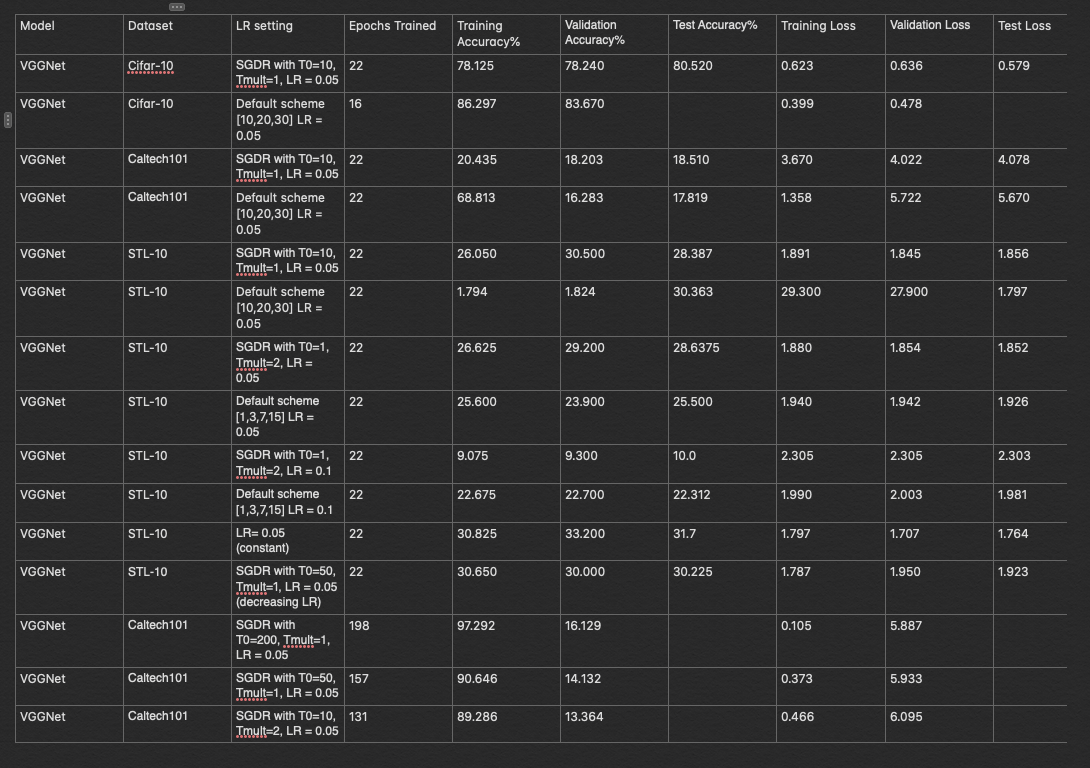 Model Dataset LR setting Epochs Trained Training Accuracy% Validation Accuracy% Test Accuracy% Training Loss Validation Loss Test Loss
VGGNet Cifar-10 SGDR with T0=10, Tmult=1, LR = 0.05 22 78.125 78.240 80.520 0.623 0.636 0.579
VGGNet Cifar-10 Default scheme [10,20,30] LR = 0.05 16 86.297 83.670 0.399 0.478
VGGNet Caltech101 SGDR with T0=10, Tmult=1, LR = 0.05 22 20.435 18.203 18.510 3.670 4.022 4.078
VGGNet Caltech101 Default scheme [10,20,30] LR = 0.05 22 68.813 16.283 17.819 1.358 5.722 5.670
VGGNet STL-10 SGDR with T0=10, Tmult=1, LR = 0.05 22 26.050 30.500 28.387 1.891 1.845 1.856
VGGNet STL-10 Default scheme [10,20,30] LR = 0.05 22 1.794 1.824 30.363 29.300 27.900 1.797
VGGNet STL-10 SGDR with T0=1, Tmult=2, LR = 0.05 22 26.625 29.200 28.6375 1.880 1.854 1.852
VGGNet STL-10 Default scheme [1,3,7,15] LR = 0.05 22 25.600 23.900 25.500 1.940 1.942 1.926
VGGNet STL-10 SGDR with T0=1, Tmult=2, LR = 0.1 22 9.075 9.300 10.0 2.305 2.305 2.303
VGGNet STL-10 Default scheme [1,3,7,15] LR = 0.1 22 22.675 22.700 22.312 1.990 2.003 1.981
VGGNet STL-10 LR= 0.05 (constant) 22 30.825 33.200 31.7 1.797 1.707 1.764
VGGNet STL-10 SGDR with T0=50, Tmult=1, LR = 0.05 (decreasing LR) 22 30.650 30.000 30.225 1.787 1.950 1.923
VGGNet Caltech101 SGDR with T0=200, Tmult=1, LR = 0.05 198 97.292 16.129 0.105 5.887
VGGNet Caltech101 SGDR with T0=50, Tmult=1, LR = 0.05 157 90.646 14.132 0.373 5.933
VGGNet Caltech101 SGDR with T0=10, Tmult=2, LR = 0.05 131 89.286 13.364 0.466 6.095